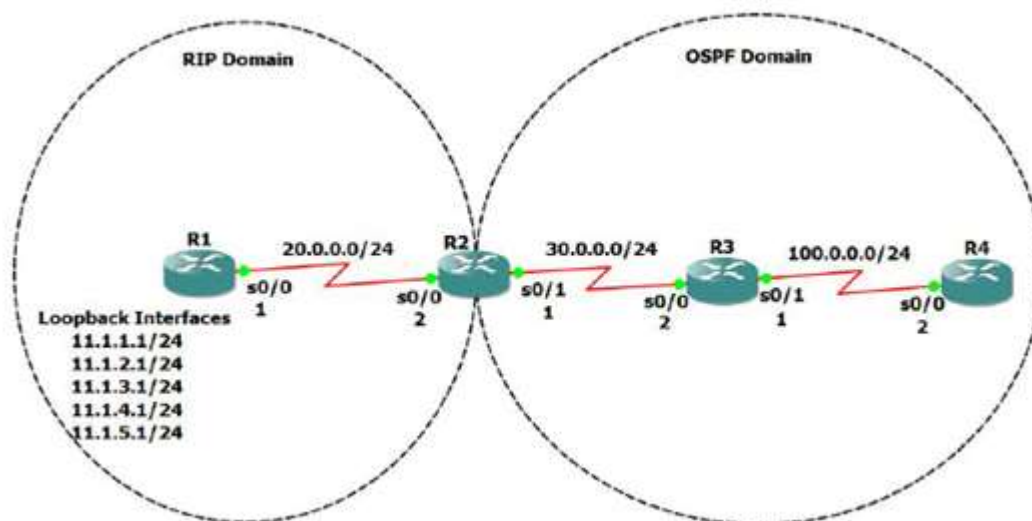 RIP Domain
OSPF Domain
R1
20.0.0.0/24
R2
30.0.0.0/24
R3
100.0.0.0/24
R4
s0/0
1
s0/0
2
s0/1
1
s0/0
2
s0/1
1
s0/0
2
Loopback Interfaces
11.1.1.1/24
11.1.2.1/24
11.1.3.1/24
11.1.4.1/24
11.1.5.1/24